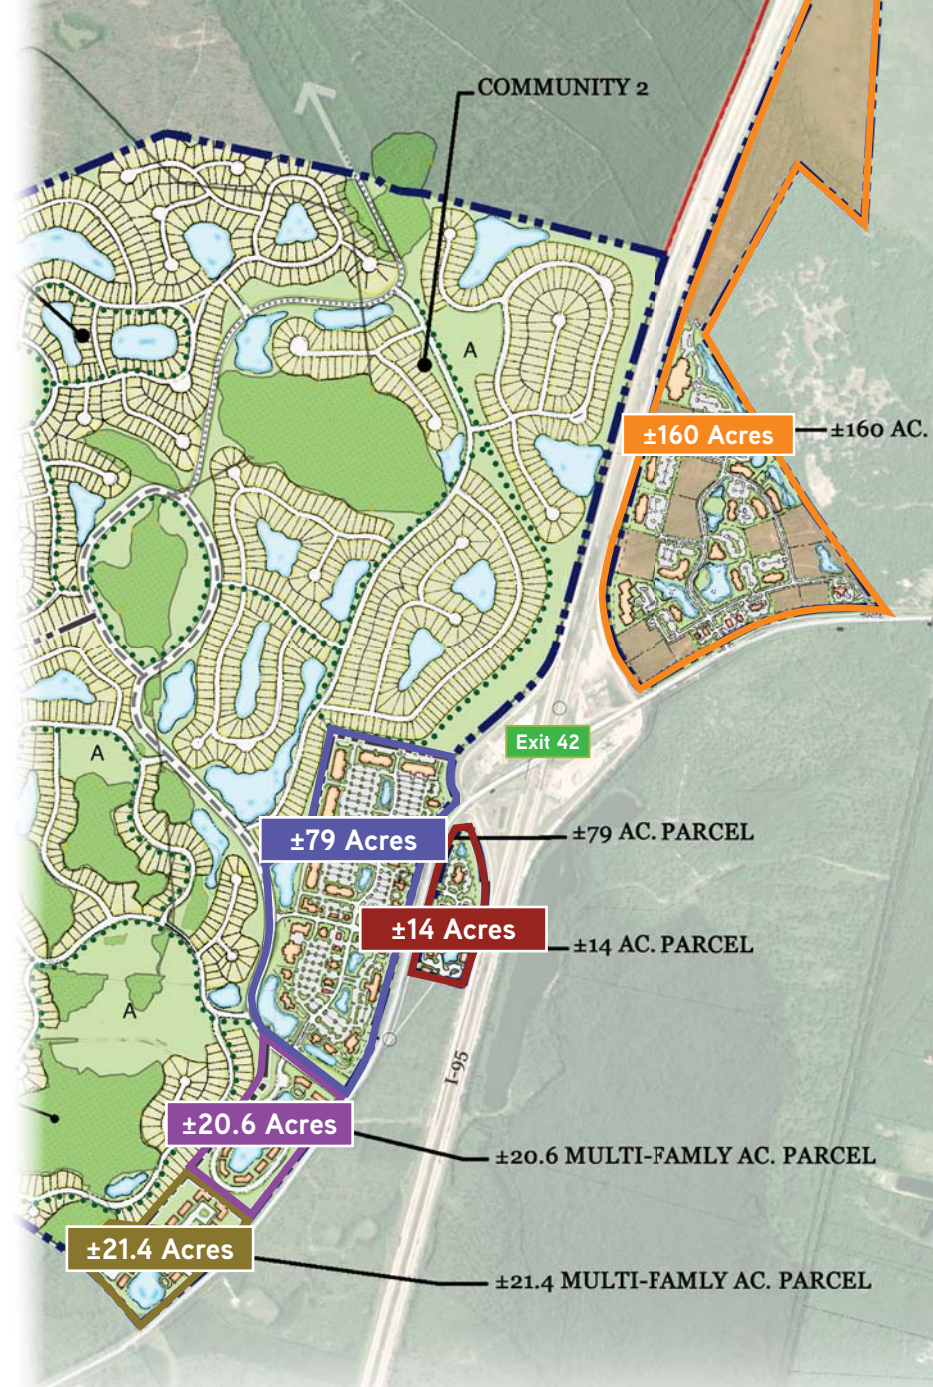 COMMUNITY 2
A
±160 Acres
±160 AC.
Exit 42
A
±79 Acres
±79 AC. PARCEL
±14 Acres
±14 AC. PARCEL
A
I-95
±20.6 Acres
±20.6 MULTI-FAMLY AC. PARCEL
±21.4 Acres
±21.4 MULTI-FAMLY AC. PARCEL